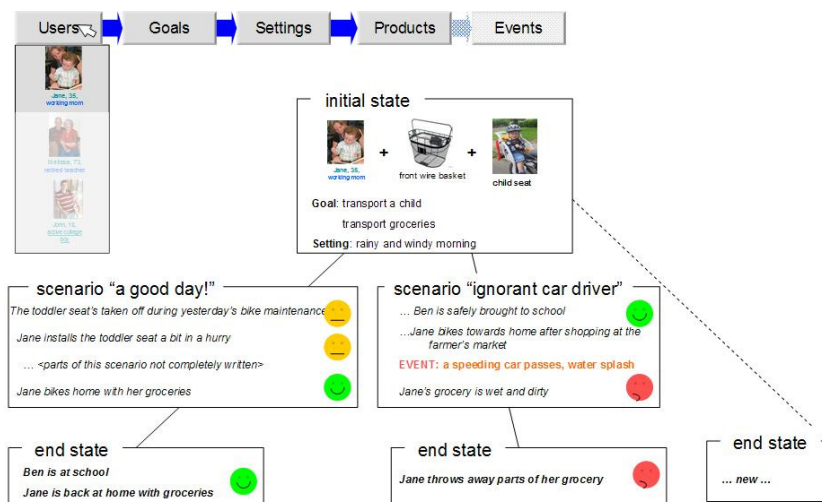 Users
Goals
Settings
Products
Events
Jane, 35,
working mom
retired teacher
initial state
Jane, 35,
working mom
+
front wire basket
+
child seat
Goal: transport a child
transport groceries
Setting: rainy and windy morning
scenario "a good day!"
The toddler seat's taken off during yesterday's bike maintenance
Jane installs the toddler seat a bit in a hurry
... <parts of this scenario not completely written>
Jane bikes home with her groceries
scenario "ignorant car driver"
... Ben is safely brought to school
...Jane bikes towards home after shopping at the
farmer's market
EVENT: a speeding car passes, water splash
Jane's grocery is wet and dirty
end state
Ben is at school
Jane is back at home with groceries
end state
Jane throws away parts of her grocery
end state
... new ...